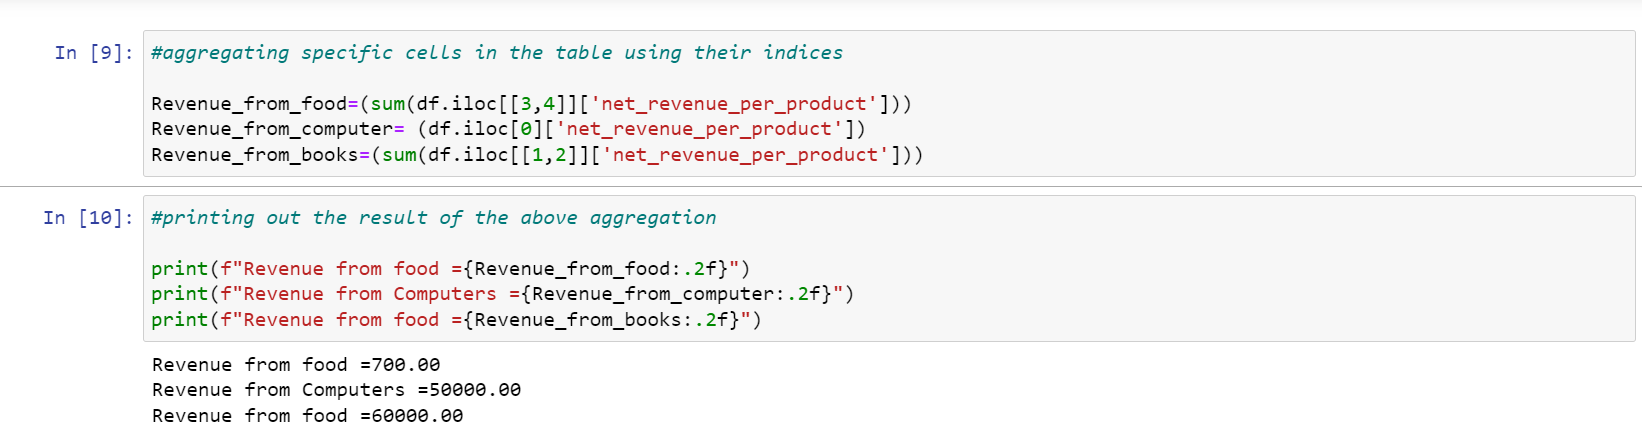 In [9]: #aggregating specific cells in the table using their indices
Revenue_from_food=(sum(df.iloc[[3,4]]['net_revenue_per_product']))
Revenue_from_computer= (df.iloc[0]['net_revenue_per_product'])
Revenue_from_books=(sum(df.iloc[[1,2]]['net_revenue_per_product']))
In [10]: #printing out the result of the above aggregation
print(f"Revenue from food ={Revenue_from_food:.2f}")
print(f"Revenue from Computers ={Revenue_from_computer:.2f}")
print(f"Revenue from food ={Revenue_from_books:.2f}")
Revenue from food =700.00
Revenue from Computers =50000.00
Revenue from food =60000.00